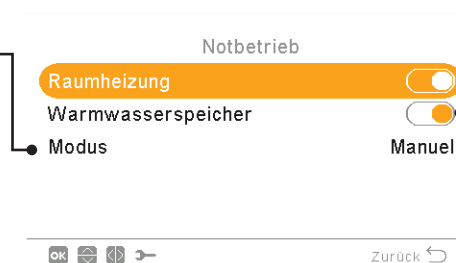 Notbetrieb
Raumheizung
Warmwasserspeicher
Modus Manuel
OK Zurück